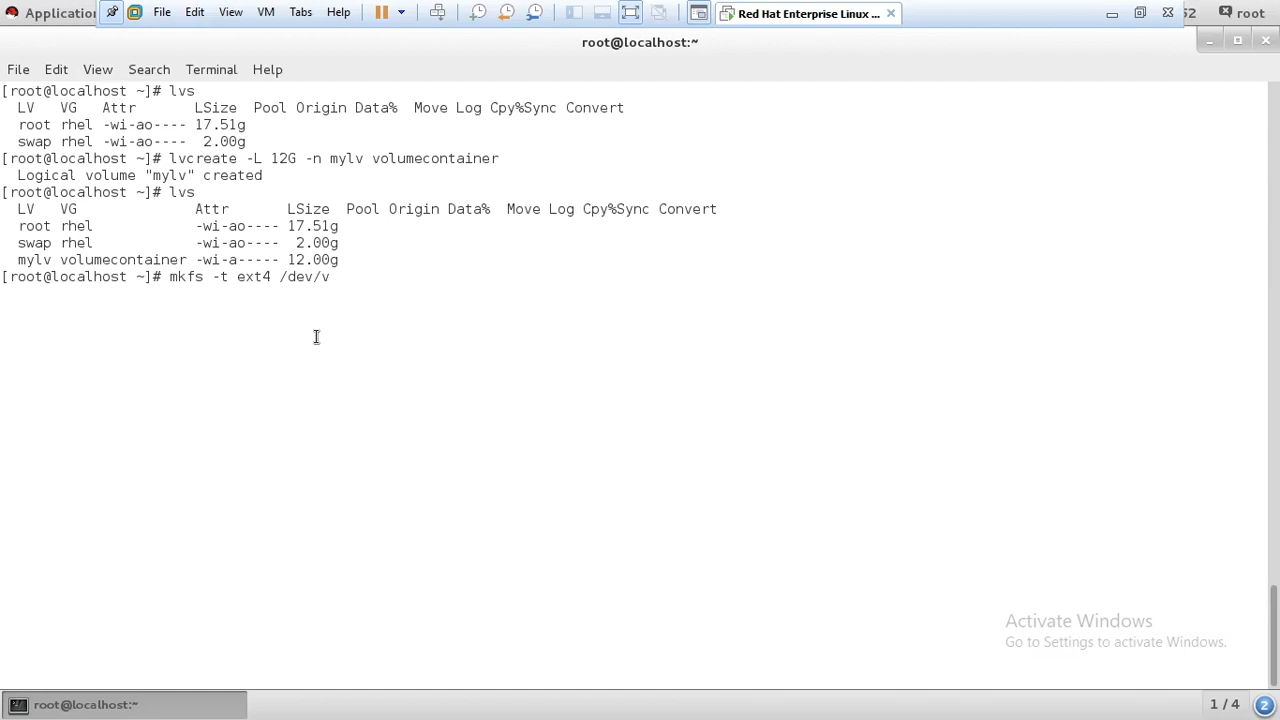 Application File Edit View VM Tabs Help Red Hat Enterprise Linux ... 52 root
root@localhost:~
File Edit View Search Terminal Help
[root@localhost ~]# lvs
LV VG Attr LSize Pool Origin Data% Move Log Cpy%Sync Convert
root rhel -wi-ao---- 17.51g
swap rhel -wi-ao---- 2.00g
[root@localhost ~]# lvcreate -L 12G -n mylv volumecontainer
Logical volume "mylv" created
[root@localhost ~]# lvs
LV VG Attr LSize Pool Origin Data% Move Log Cpy%Sync Convert
root rhel -wi-ao---- 17.51g
swap rhel -wi-ao---- 2.00g
mylv volumecontainer -wi-a----- 12.00g
[root@localhost ~]# mkfs -t ext4 /dev/v
Activate Windows
Go to Settings to activate Windows.
root@localhost:~ 1 / 4 2